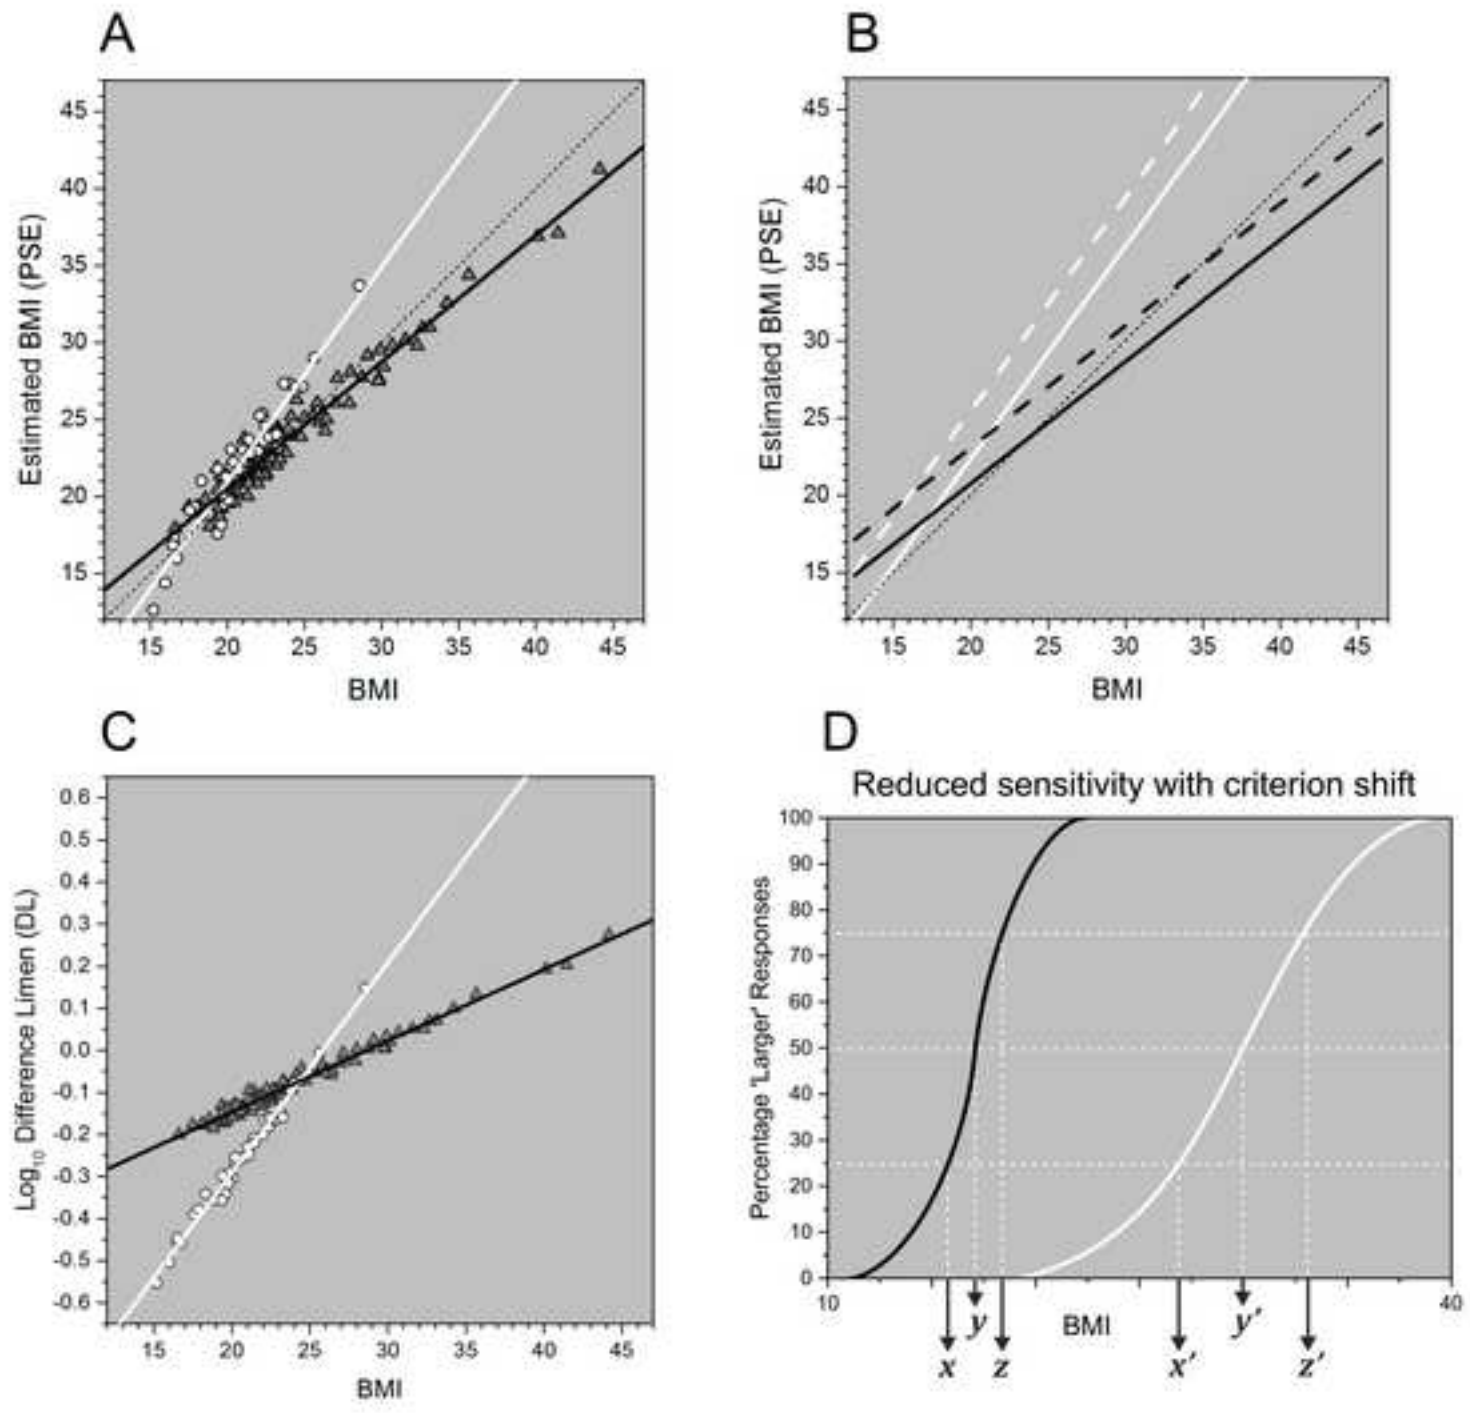 A
Estimated BMI (PSE)
45
40
35
30
25
20
15
15 20 25 30 35 40 45
BMI
B
Estimated BMI (PSE)
45
40
35
30
25
20
15
15 20 25 30 35 40 45
BMI
C
Log10 Difference Limen (DL)
0.6
0.5
0.4
0.3
0.2
0.1
0.0
-0.1
-0.2
-0.3
-0.4
-0.5
-0.6
15 20 25 30 35 40 45
BMI
D
Reduced sensitivity with criterion shift
Percentage 'Larger' Responses
100
90
80
70
60
50
40
30
20
10
0
10 40
y BMI y'
x z x' z'